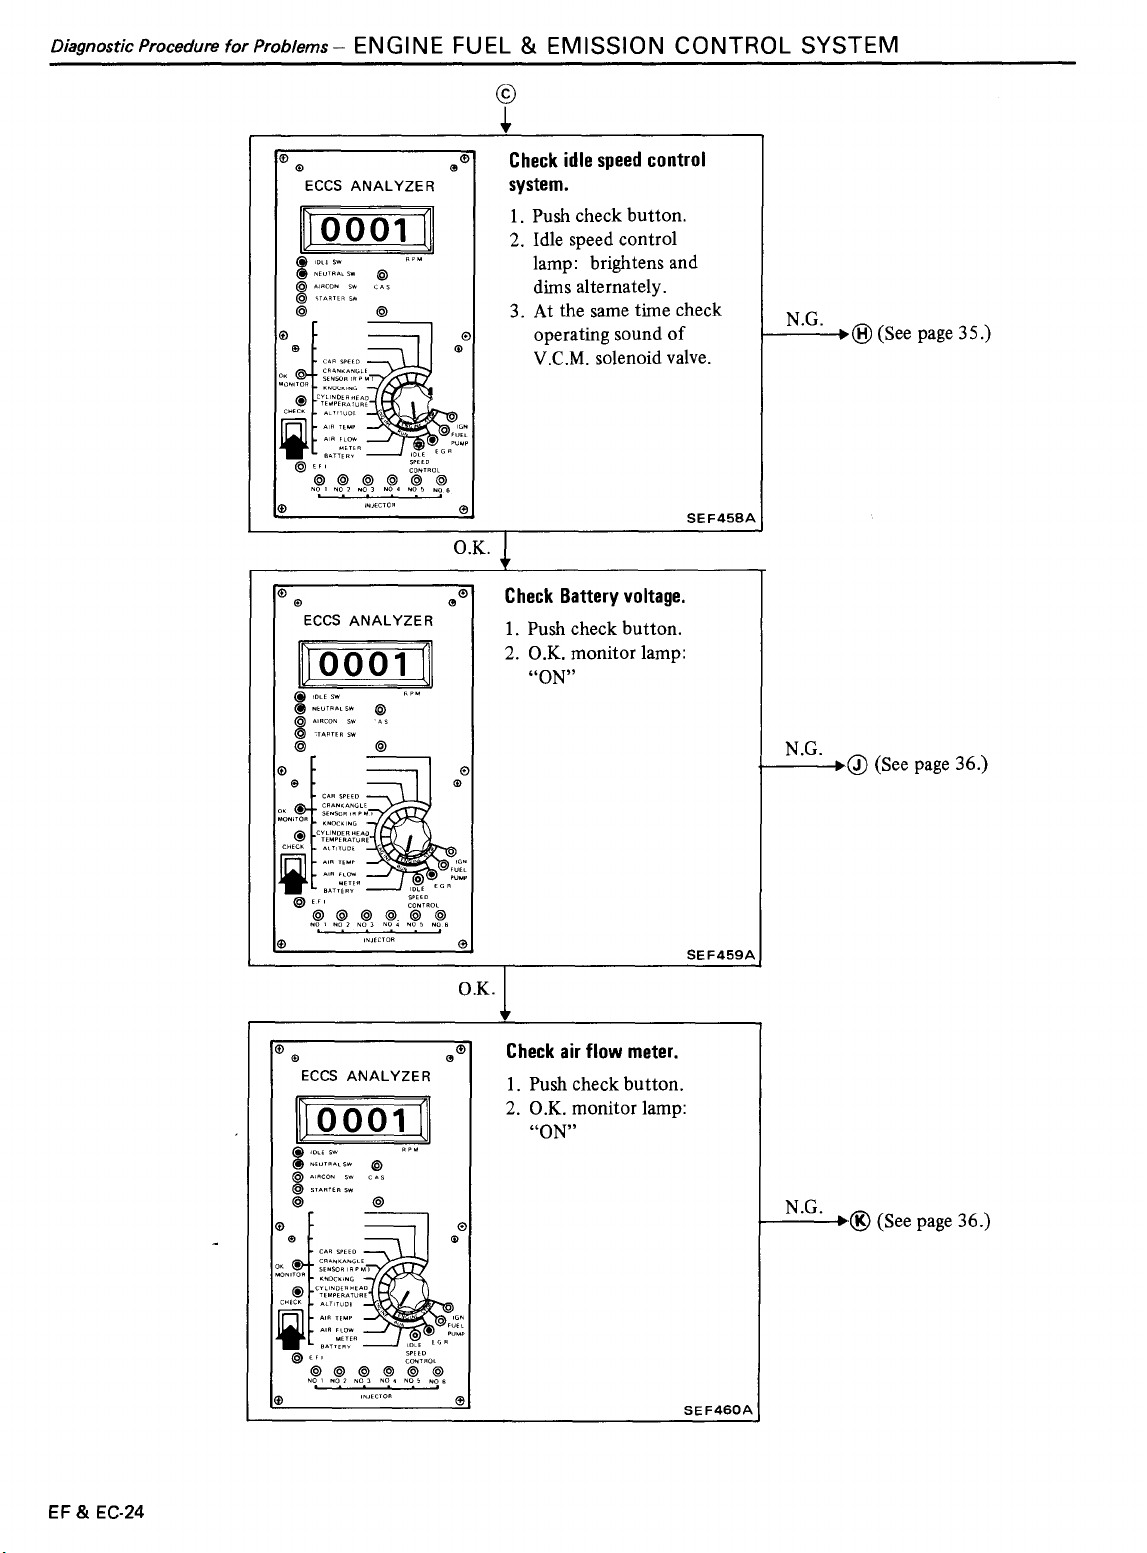 Diagnostic Procedure for Problems – ENGINE FUEL & EMISSION CONTROL SYSTEM
C
ECCS ANALYZER
0001
RPM
IDLE SW
NEUTRAL SW
AIRCON SW CAS
STARTER SW
CAR SPEED
CRANKANGLE
SENSOR (R P M)
OK
MONITOR
KNOCKING
CYLINDER HEAD
TEMPERATURE
CHECK
ALTITUDE
AIR TEMP
AIR FLOW
METER
BATTERY
IGN
FUEL
PUMP
E G R
IDLE
SPEED
CONTROL
E F I
NO 1 NO 2 NO 3 NO 4 NO 5 NO 6
INJECTOR
Check idle speed control
system.
1. Push check button.
2. Idle speed control
lamp: brightens and
dims alternately.
3. At the same time check
operating sound of
V.C.M. solenoid valve.
SEF458A
N.G.
H (See page 35.)
O.K.
ECCS ANALYZER
0001
RPM
IDLE SW
NEUTRAL SW
AIRCON SW AS
TARTER SW
CAR SPEED
CRANKANGLE
SENSOR (R P M)
OK
MONITOR
KNOCKING
CYLINDER HEAD
TEMPERATURE
CHECK
ALTITUDE
AIR TEMP
AIR FLOW
METER
BATTERY
IGN
FUEL
PUMP
E G R
IDLE
SPEED
CONTROL
E F I
NO 1 NO 2 NO 3 NO 4 NO 5 NO 6
INJECTOR
Check Battery voltage.
1. Push check button.
2. O.K. monitor lamp:
“ON”
SEF459A
N.G.
J (See page 36.)
O.K.
ECCS ANALYZER
0001
RPM
IDLE SW
NEUTRAL SW
AIRCON SW CAS
STARTER SW
CAR SPEED
CRANKANGLE
SENSOR (R P M)
OK
MONITOR
KNOCKING
CYLINDER HEAD
TEMPERATURE
CHECK
ALTITUDE
AIR TEMP
AIR FLOW
METER
BATTERY
IGN
FUEL
PUMP
E G R
IDLE
SPEED
CONTROL
E F I
NO 1 NO 2 NO 3 NO 4 NO 5 NO 6
INJECTOR
Check air flow meter.
1. Push check button.
2. O.K. monitor lamp:
“ON”
SEF460A
N.G.
K (See page 36.)
EF & EC-24